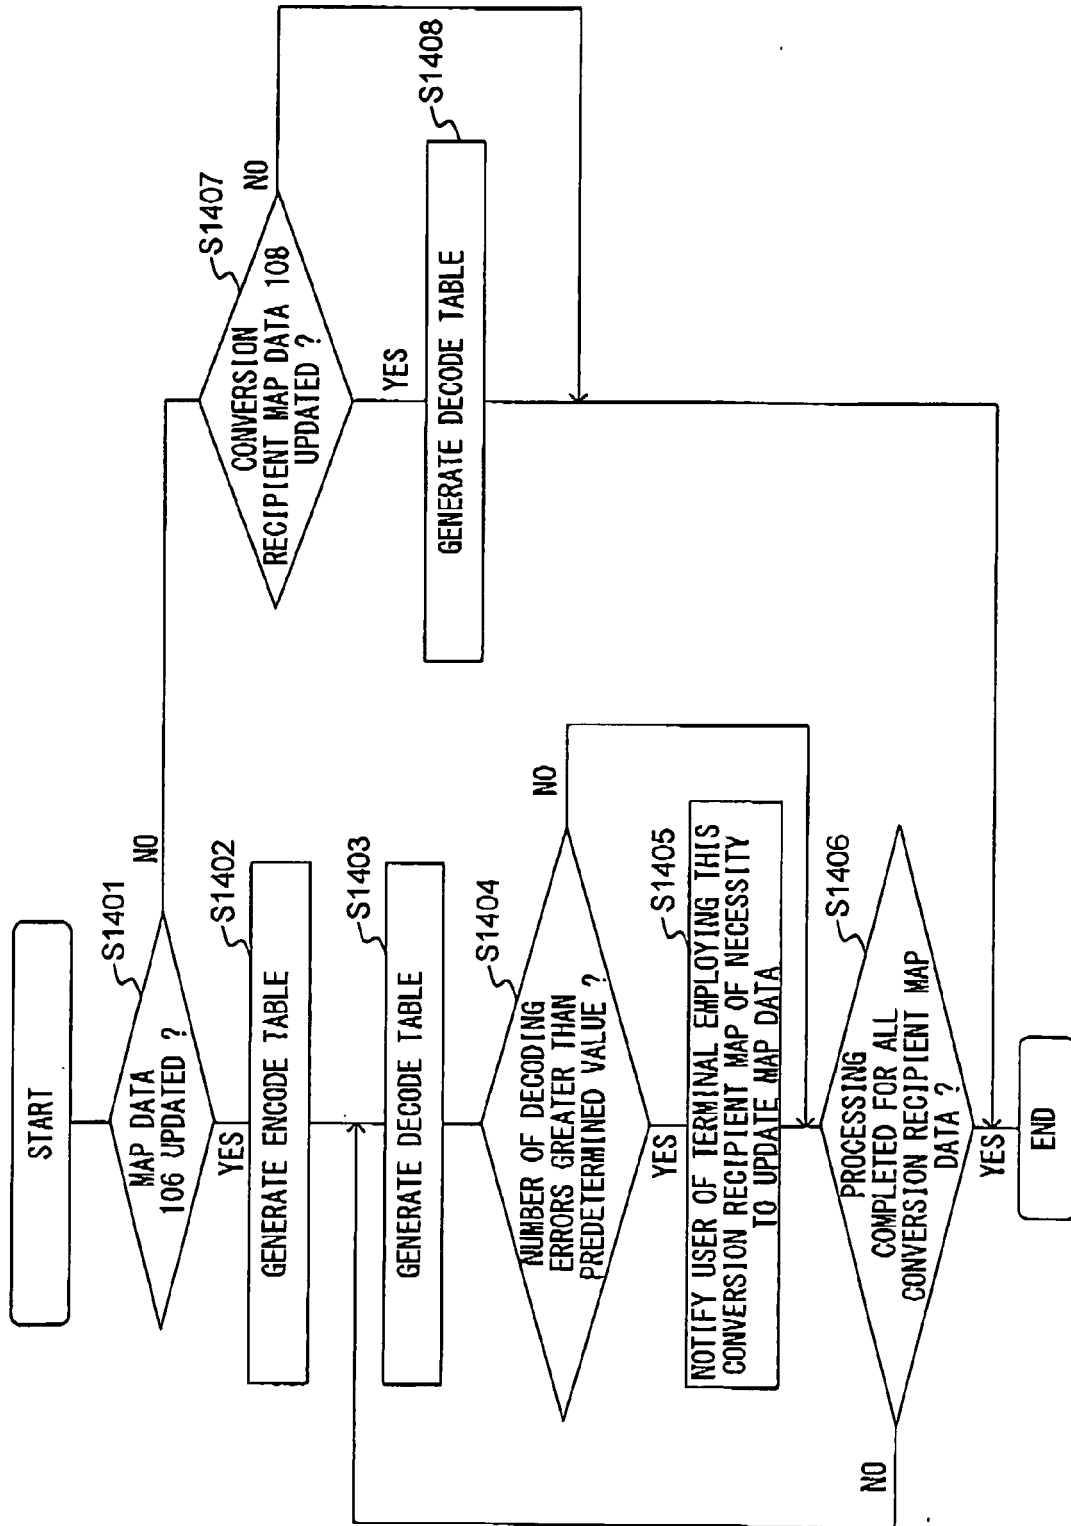 START
MAP DATA
106 UPDATED ?
S1401
NO
YES
GENERATE ENCODE TABLE
S1402
GENERATE DECODE TABLE
S1403
NUMBER OF DECODING
ERRORS GREATER THAN
PREDETERMINED VALUE ?
S1404
NO
YES
NOTIFY USER OF TERMINAL EMPLOYING THIS
CONVERSION RECIPIENT MAP OF NECESSITY
TO UPDATE MAP DATA
S1405
PROCESSING
COMPLETED FOR ALL
CONVERSION RECIPIENT MAP
DATA ?
S1406
NO
YES
END
CONVERSION
RECIPIENT MAP DATA 108
UPDATED ?
S1407
NO
YES
GENERATE DECODE TABLE
S1408